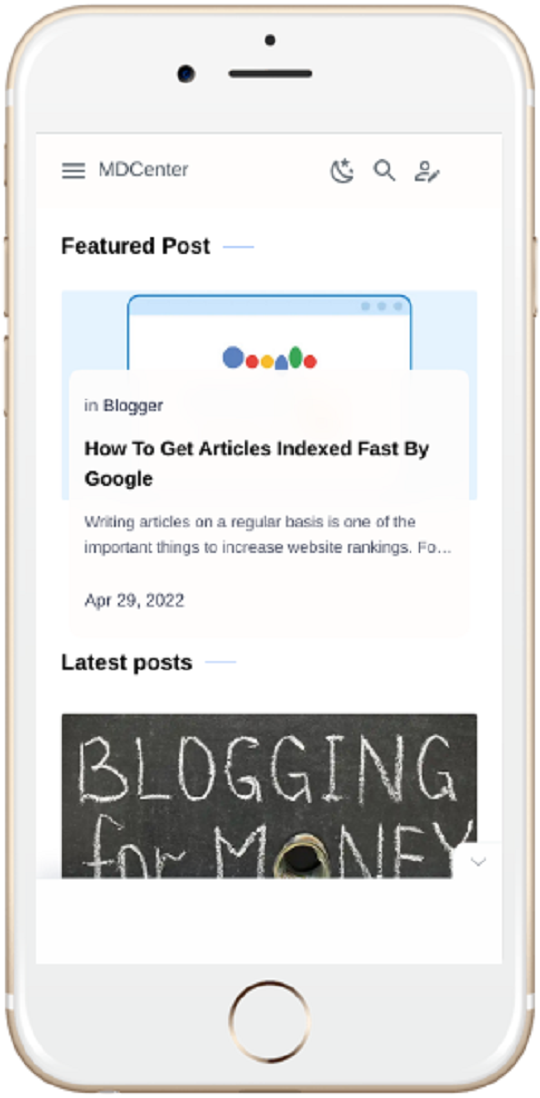 MDCenter
Featured Post
in Blogger
How To Get Articles Indexed Fast By
Google
Writing articles on a regular basis is one of the
important things to increase website rankings. Fo...
Apr 29, 2022
Latest posts
BLOGGING
for MONEY